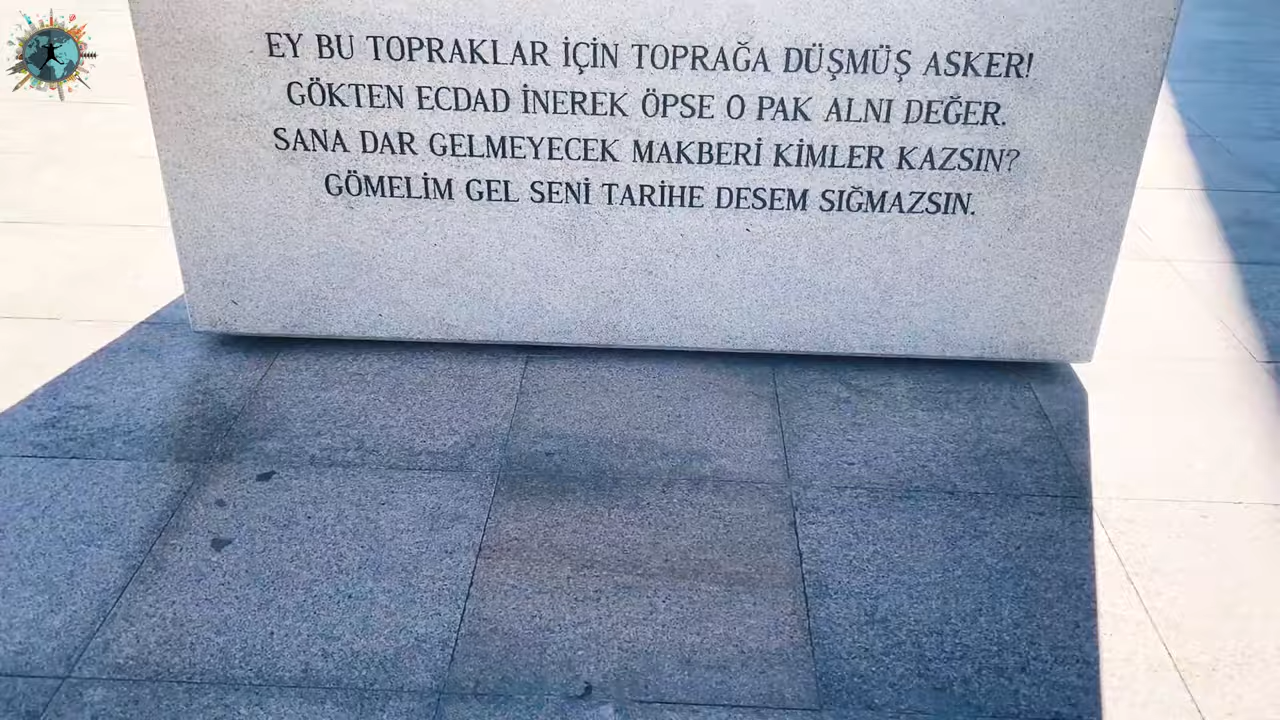 EY BU TOPRAKLAR İÇİN TOPRAĞA DÜŞMÜŞ ASKER!
GÖKTEN ECDAD İNEREK ÖPSE O PAK ALNI DEĞER.
SANA DAR GELMEYECEK MAKBERİ KİMLER KAZSIN?
GÖMELİM GEL SENİ TARİHE DESEM SIĞMAZSIN.